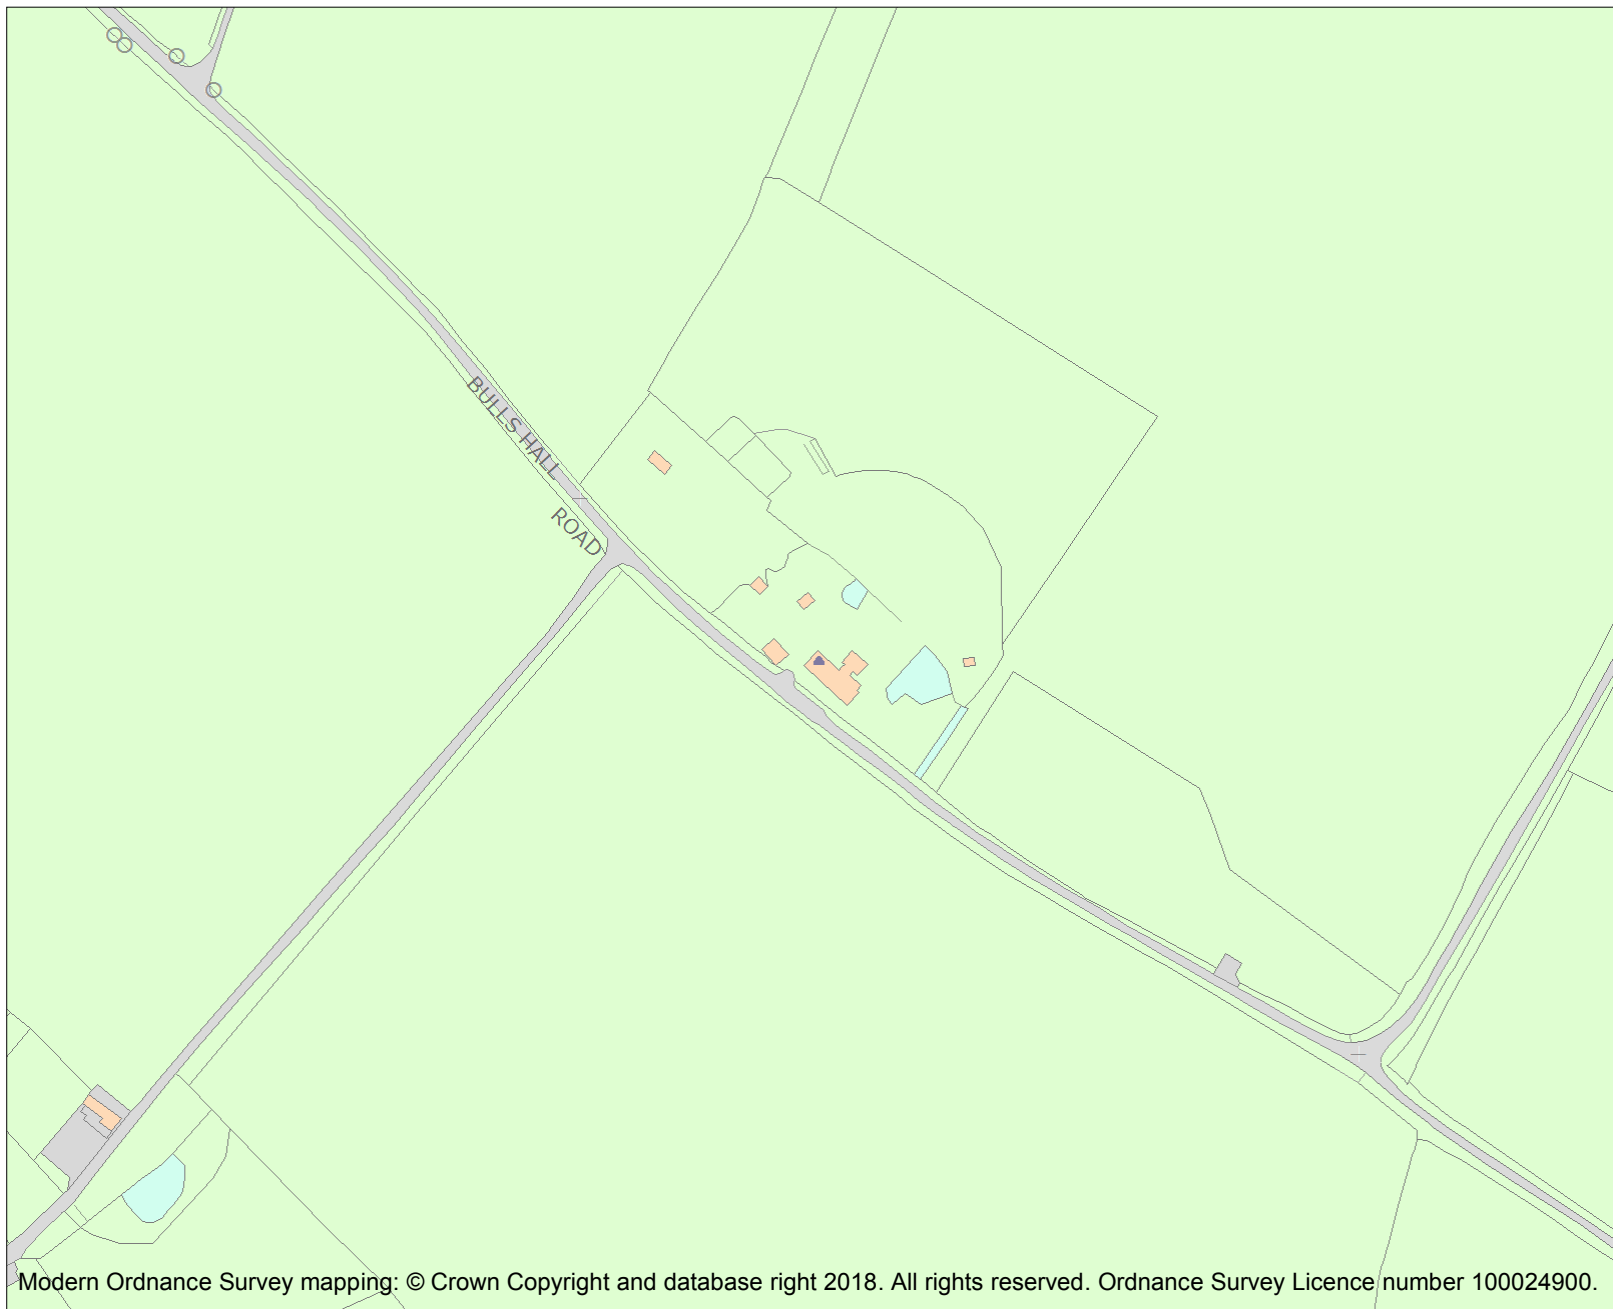 BULLS HALL
ROAD
Modern Ordnance Survey mapping: © Crown Copyright and database right 2018. All rights reserved. Ordnance Survey Licence number 100024900.